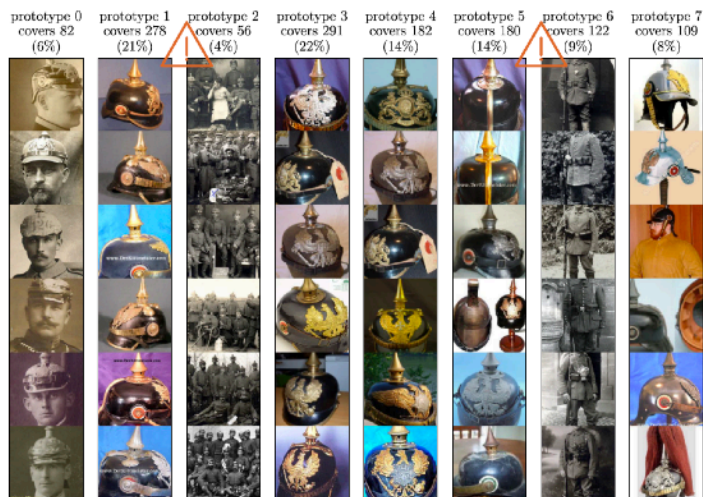 prototype 0
covers 82
(6%)
prototype 1
covers 278
(21%)
prototype 2
covers 56
(4%)
prototype 3
covers 291
(22%)
prototype 4
covers 182
(14%)
prototype 5
covers 180
(14%)
prototype 6
covers 122
(9%)
prototype 7
covers 109
(8%)